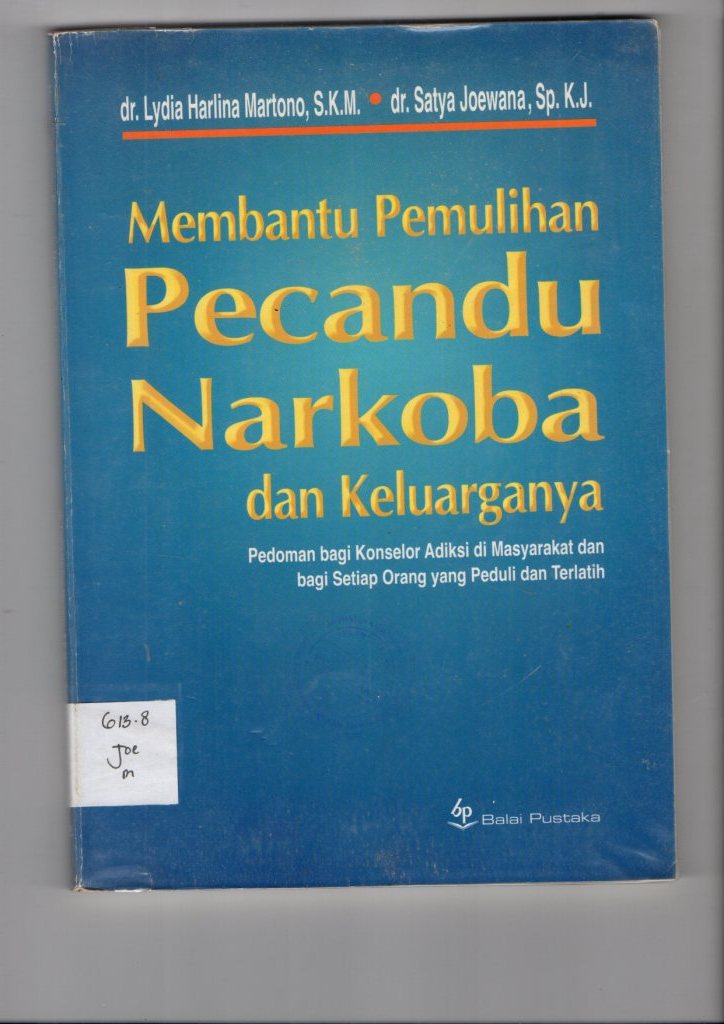 dr. Lydia Harlina Martono, S.K.M. • dr. Satya Joewana, Sp. K.J.
Membantu Pemulihan
Pecandu
Narkoba
dan Keluarganya
Pedoman bagi Konselor Adiksi di Masyarakat dan
bagi Setiap Orang yang Peduli dan Terlatih
613.8
Joe
m
bp Balai Pustaka